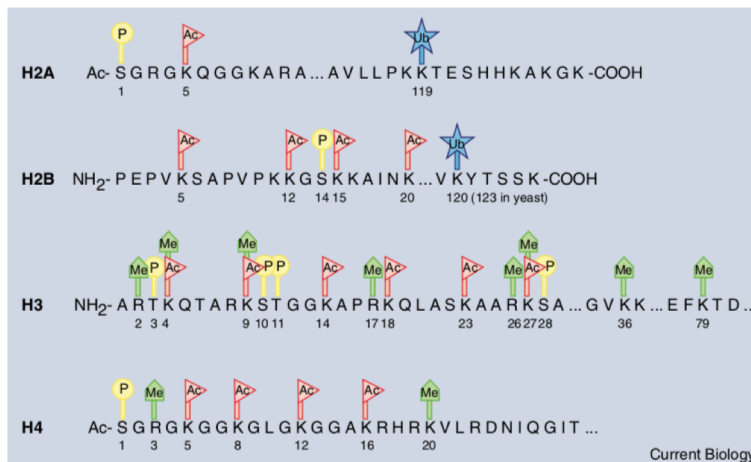 P Ac Ub
H2A Ac- S G R G K Q G G K A R A ... A V L L P K K T E S H H K A K G K -COOH
1 5 119
Ac Ac P Ac Ac Ub
H2B NH2- P E P V K S A P V P K K G S K K A I N K ... V K Y T S S K -COOH
5 12 14 15 20 120 (123 in yeast)
Me Me Me
Me P Ac Ac P P Ac Me Ac Ac Me Ac P Me Me
H3 NH2- A R T K Q T A R K S T G G K A P R K Q L A S K A A R K S A ... G V K K ... E F K T D ..
2 3 4 9 10 11 14 17 18 23 26 27 28 36 79
P Me Ac Ac Ac Ac Me
H4 Ac- S G R G K G G K G L G K G G A K R H R K V L R D N I Q G I T ...
1 3 5 8 12 16 20
Current Biology